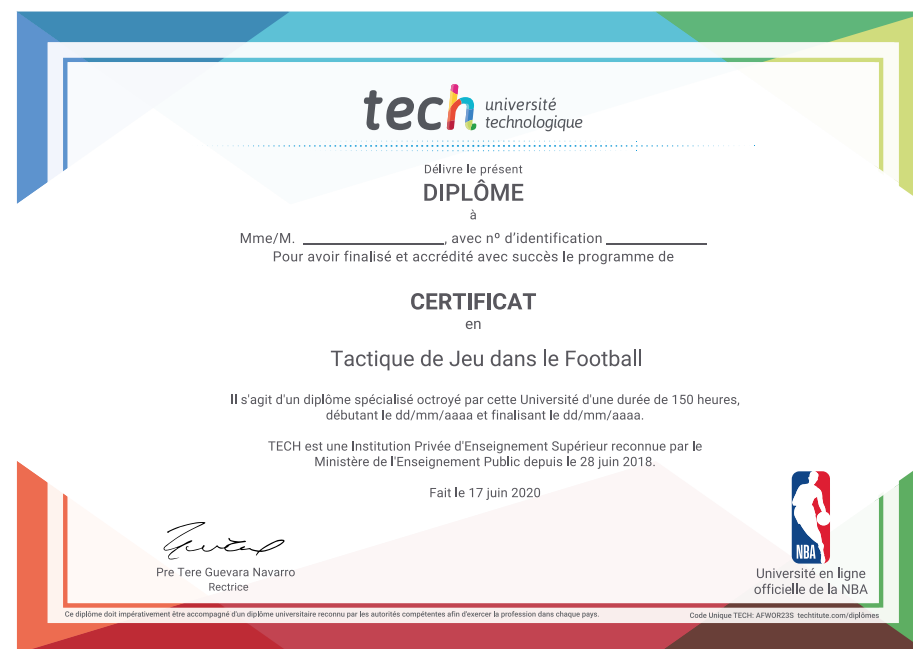 tech université
technologique
Délivre le présent
DIPLÔME
à
Mme/M. ____________________, avec nº d'identification ______________
Pour avoir finalisé et accrédité avec succès le programme de
CERTIFICAT
en
Tactique de Jeu dans le Football
Il s'agit d'un diplôme spécialisé octroyé par cette Université d'une durée de 150 heures,
débutant le dd/mm/aaaa et finalisant le dd/mm/aaaa.
TECH est une Institution Privée d'Enseignement Supérieur reconnue par le
Ministère de l'Enseignement Public depuis le 28 juin 2018.
Fait le 17 juin 2020
Pre Tere Guevara Navarro
Rectrice
NBA
Université en ligne
officielle de la NBA
Ce diplôme doit impérativement être accompagné d'un diplôme universitaire reconnu par les autorités compétentes afin d'exercer la profession dans chaque pays.
Code Unique TECH: AFWOR23S techtitute.com/diplômes